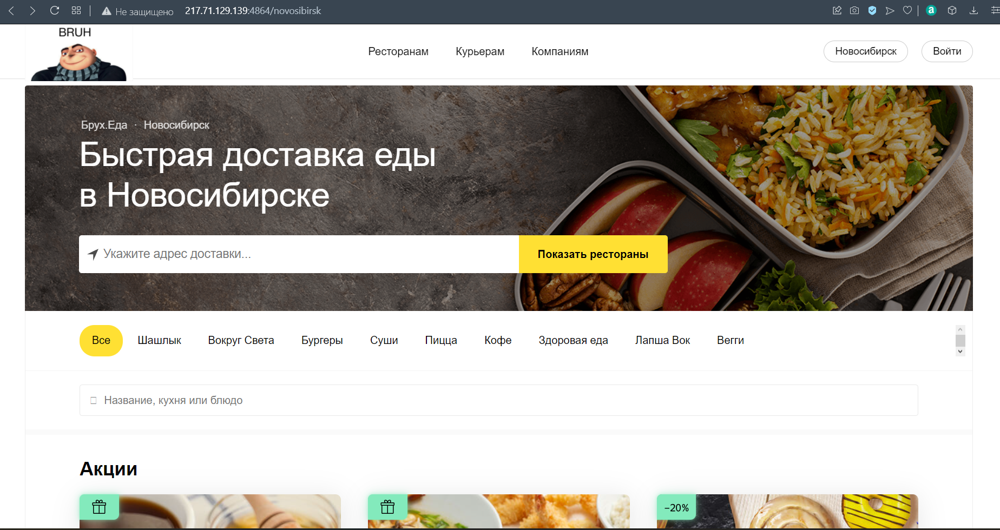 Не защищено 217.71.129.139:4864/novosibirsk
BRUH
Ресторанам Курьерам Компаниям Новосибирск Войти
Брух.Еда · Новосибирск
Быстрая доставка еды
в Новосибирске
Укажите адрес доставки... Показать рестораны
Все Шашлык Вокруг Света Бургеры Суши Пицца Кофе Здоровая еда Лапша Вок Вегги
Название, кухня или блюдо
Акции
−20%